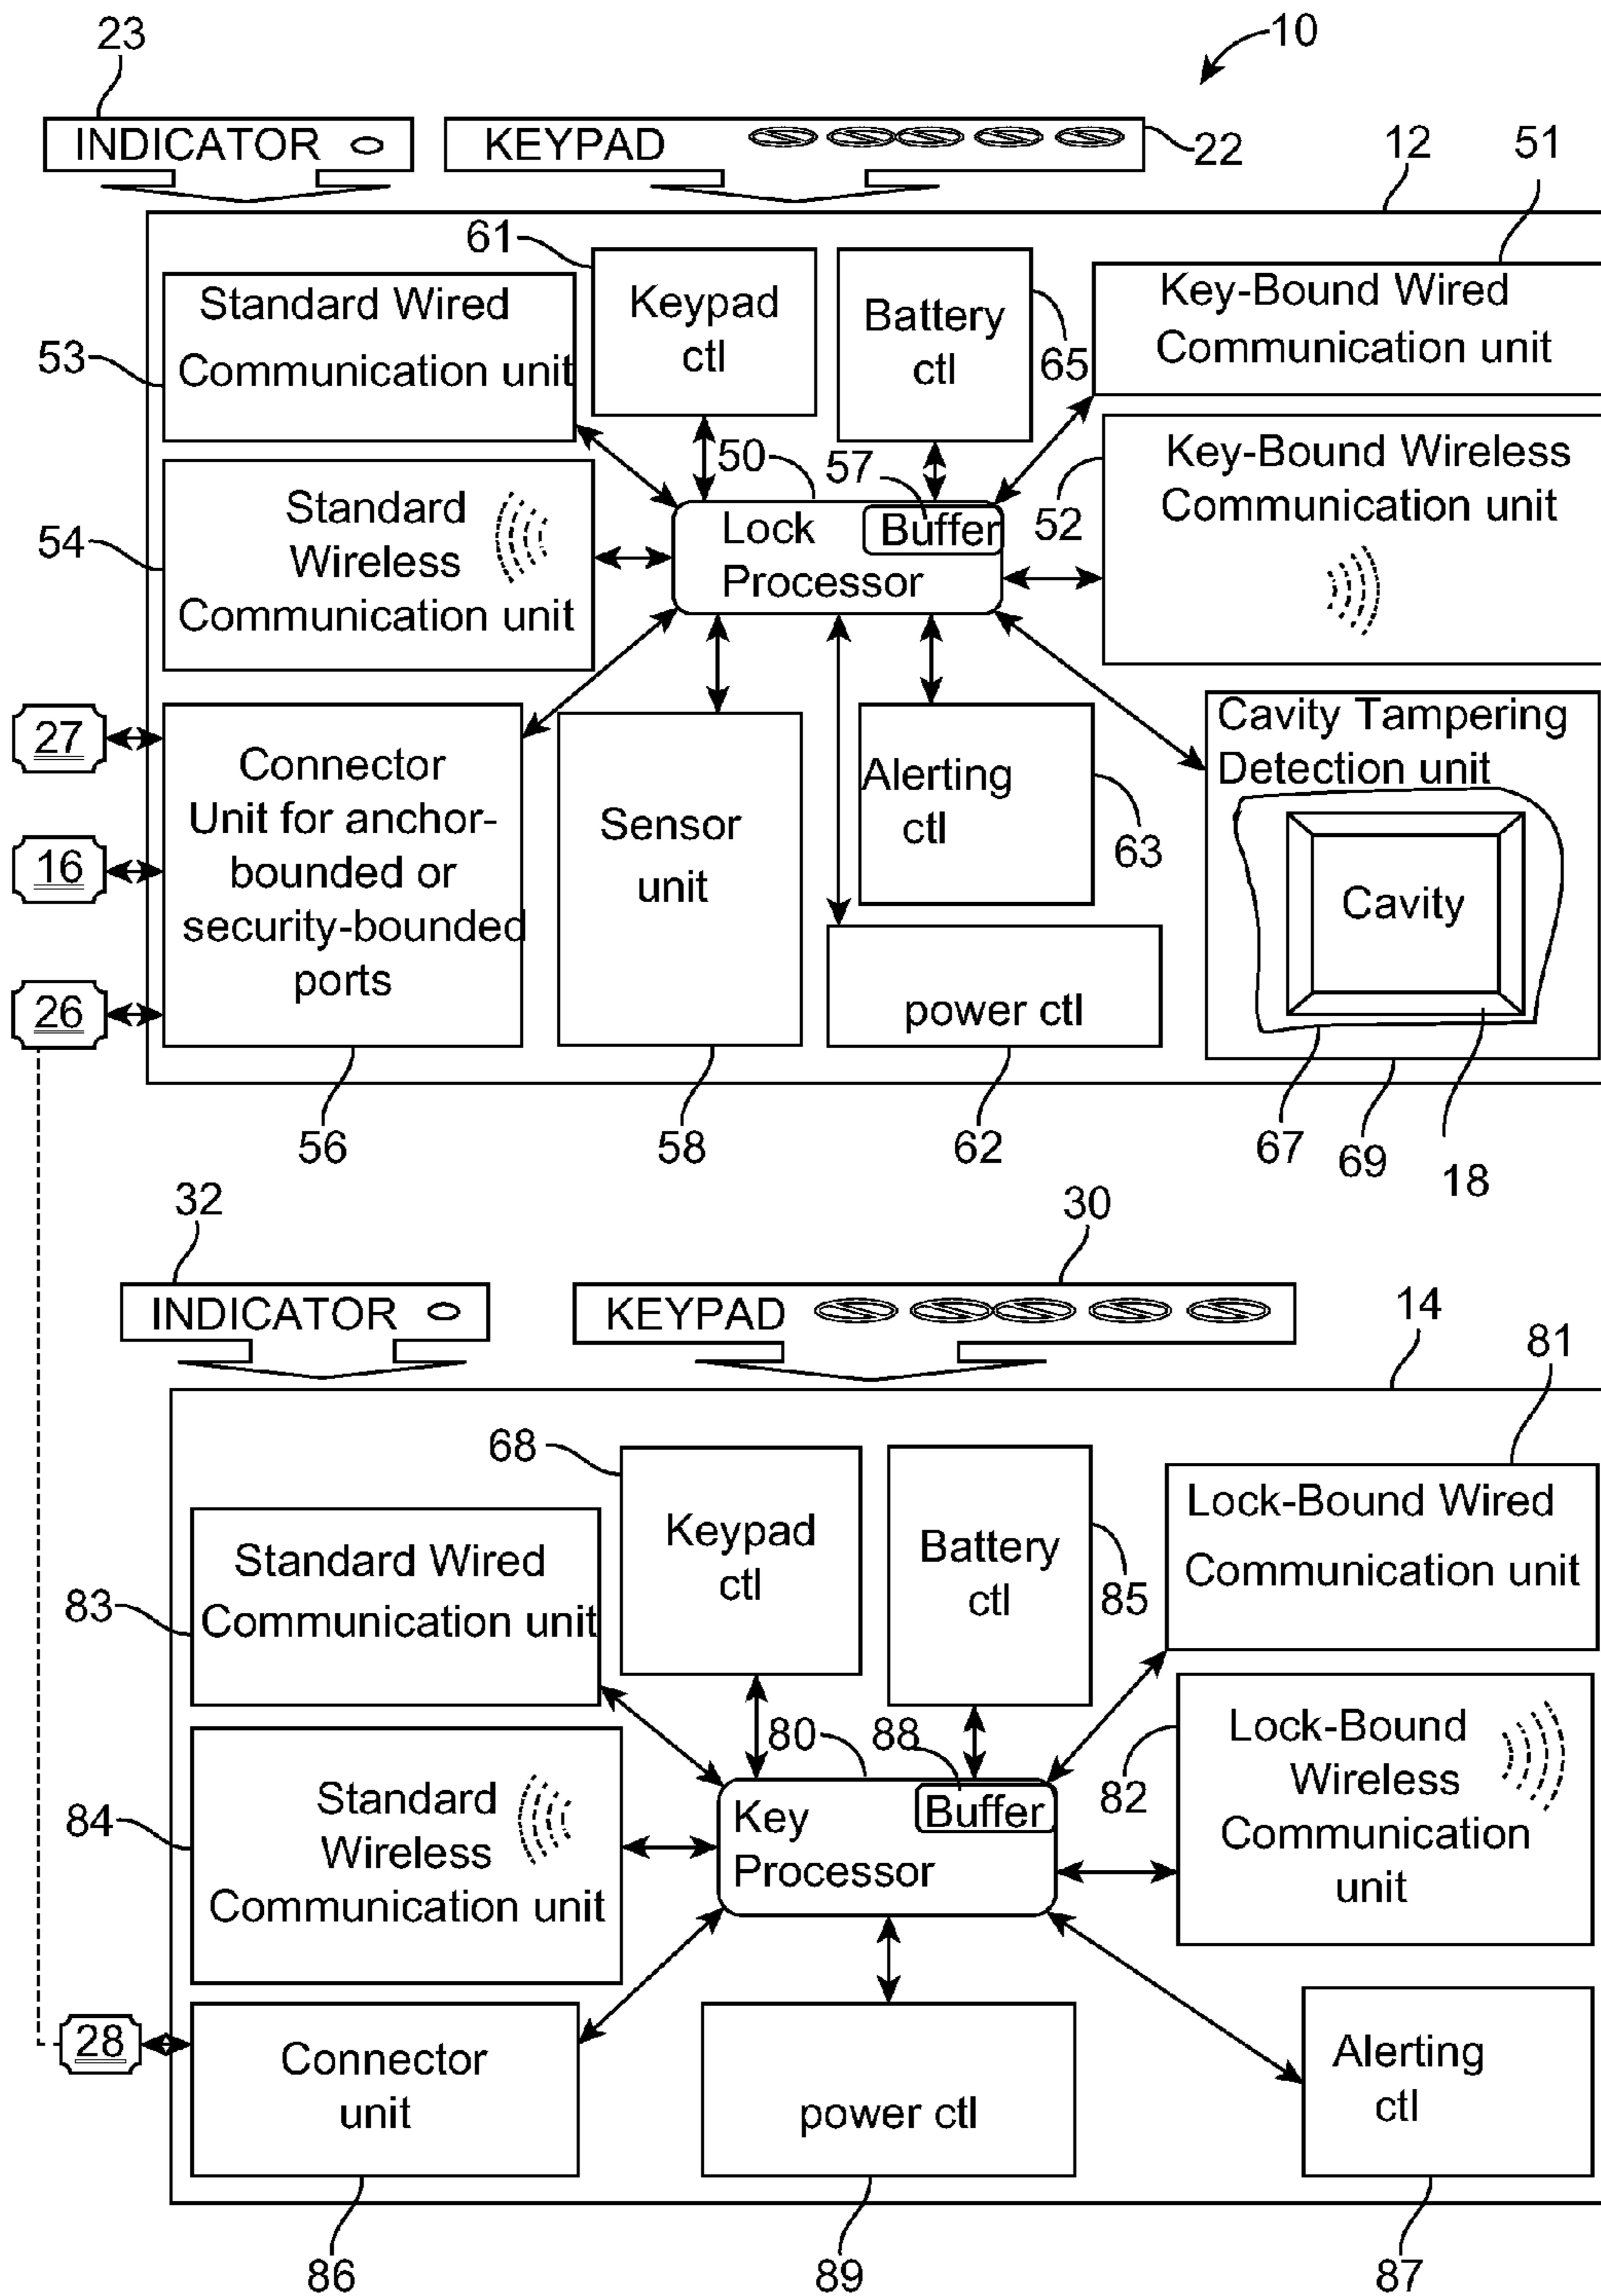 23
10
INDICATOR
KEYPAD
22
12
51
61
Standard Wired
Communication unit
53
Keypad
ctl
Battery
ctl
65
Key-Bound Wired
Communication unit
50
57
Key-Bound Wireless
Communication unit
52
54
Standard
Wireless
Communication unit
Lock
Processor
Buffer
27
16
26
Connector
Unit for anchor-
bounded or
security-bounded
ports
Sensor
unit
Alerting
ctl
63
power ctl
Cavity Tampering
Detection unit
Cavity
56
58
62
67
69
18
32
30
INDICATOR
KEYPAD
14
81
68
Standard Wired
Communication unit
83
Keypad
ctl
Battery
ctl
85
Lock-Bound Wired
Communication unit
80
88
82
Lock-Bound
Wireless
Communication
unit
84
Standard
Wireless
Communication unit
Key
Processor
Buffer
28
Connector
unit
power ctl
Alerting
ctl
86
89
87